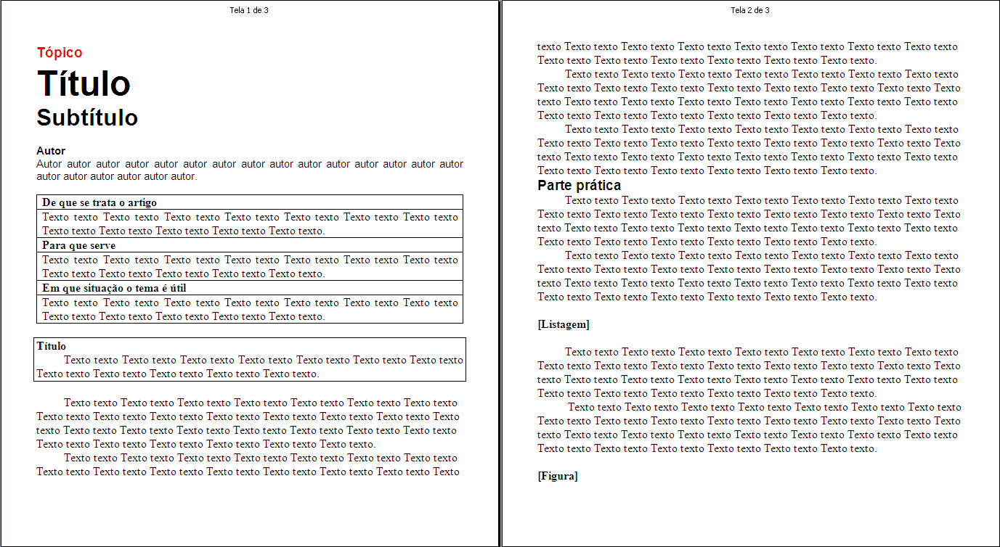 Tela 1 de 3
Tópico
Título
Subtítulo
Autor
Autor autor autor autor autor autor autor autor autor autor autor autor autor autor autor
autor autor autor autor autor autor.
De que se trata o artigo
Texto texto Texto texto Texto texto Texto texto Texto texto Texto texto Texto texto
Texto texto Texto texto Texto texto Texto texto Texto texto.
Para que serve
Texto texto Texto texto Texto texto Texto texto Texto texto Texto texto Texto texto
Texto texto Texto texto Texto texto Texto texto Texto texto.
Em que situação o tema é útil
Texto texto Texto texto Texto texto Texto texto Texto texto Texto texto Texto texto
Texto texto Texto texto Texto texto Texto texto Texto texto.
Título
Texto texto Texto texto Texto texto Texto texto Texto texto Texto texto Texto texto
Texto texto Texto texto Texto texto Texto texto Texto texto.
Texto texto Texto texto Texto texto Texto texto Texto texto Texto texto Texto texto
Texto texto Texto texto Texto texto Texto texto Texto texto Texto texto Texto texto Texto
texto Texto texto Texto texto Texto texto Texto texto Texto texto Texto texto Texto texto
Texto texto Texto texto Texto texto Texto texto Texto texto Texto texto.
Texto texto Texto texto Texto texto Texto texto Texto texto Texto texto Texto texto
Texto texto Texto texto Texto texto Texto texto Texto texto Texto texto Texto texto Texto
Tela 2 de 3
texto Texto texto Texto texto Texto texto Texto texto Texto texto Texto texto Texto texto
Texto texto Texto texto Texto texto Texto texto Texto texto Texto texto.
Texto texto Texto texto Texto texto Texto texto Texto texto Texto texto Texto texto
Texto texto Texto texto Texto texto Texto texto Texto texto Texto texto Texto texto Texto
texto Texto texto Texto texto Texto texto Texto texto Texto texto Texto texto Texto texto
Texto texto Texto texto Texto texto Texto texto Texto texto Texto texto.
Texto texto Texto texto Texto texto Texto texto Texto texto Texto texto Texto texto
Texto texto Texto texto Texto texto Texto texto Texto texto Texto texto Texto texto Texto
texto Texto texto Texto texto Texto texto Texto texto Texto texto Texto texto Texto texto
Texto texto Texto texto Texto texto Texto texto Texto texto Texto texto.
Parte prática
Texto texto Texto texto Texto texto Texto texto Texto texto Texto texto Texto texto
Texto texto Texto texto Texto texto Texto texto Texto texto Texto texto Texto texto Texto
texto Texto texto Texto texto Texto texto Texto texto Texto texto Texto texto Texto texto
Texto texto Texto texto Texto texto Texto texto Texto texto Texto texto.
Texto texto Texto texto Texto texto Texto texto Texto texto Texto texto Texto texto
Texto texto Texto texto Texto texto Texto texto Texto texto Texto texto Texto texto Texto
texto Texto texto Texto texto Texto texto Texto texto Texto texto Texto texto Texto texto
Texto texto Texto texto Texto texto Texto texto Texto texto Texto texto.
[Listagem]
Texto texto Texto texto Texto texto Texto texto Texto texto Texto texto Texto texto
Texto texto Texto texto Texto texto Texto texto Texto texto Texto texto Texto texto Texto
texto Texto texto Texto texto Texto texto Texto texto Texto texto Texto texto Texto texto
Texto texto Texto texto Texto texto Texto texto Texto texto Texto texto.
Texto texto Texto texto Texto texto Texto texto Texto texto Texto texto Texto texto
Texto texto Texto texto Texto texto Texto texto Texto texto Texto texto Texto texto Texto
texto Texto texto Texto texto Texto texto Texto texto Texto texto Texto texto Texto texto
Texto texto Texto texto Texto texto Texto texto Texto texto Texto texto.
[Figura]